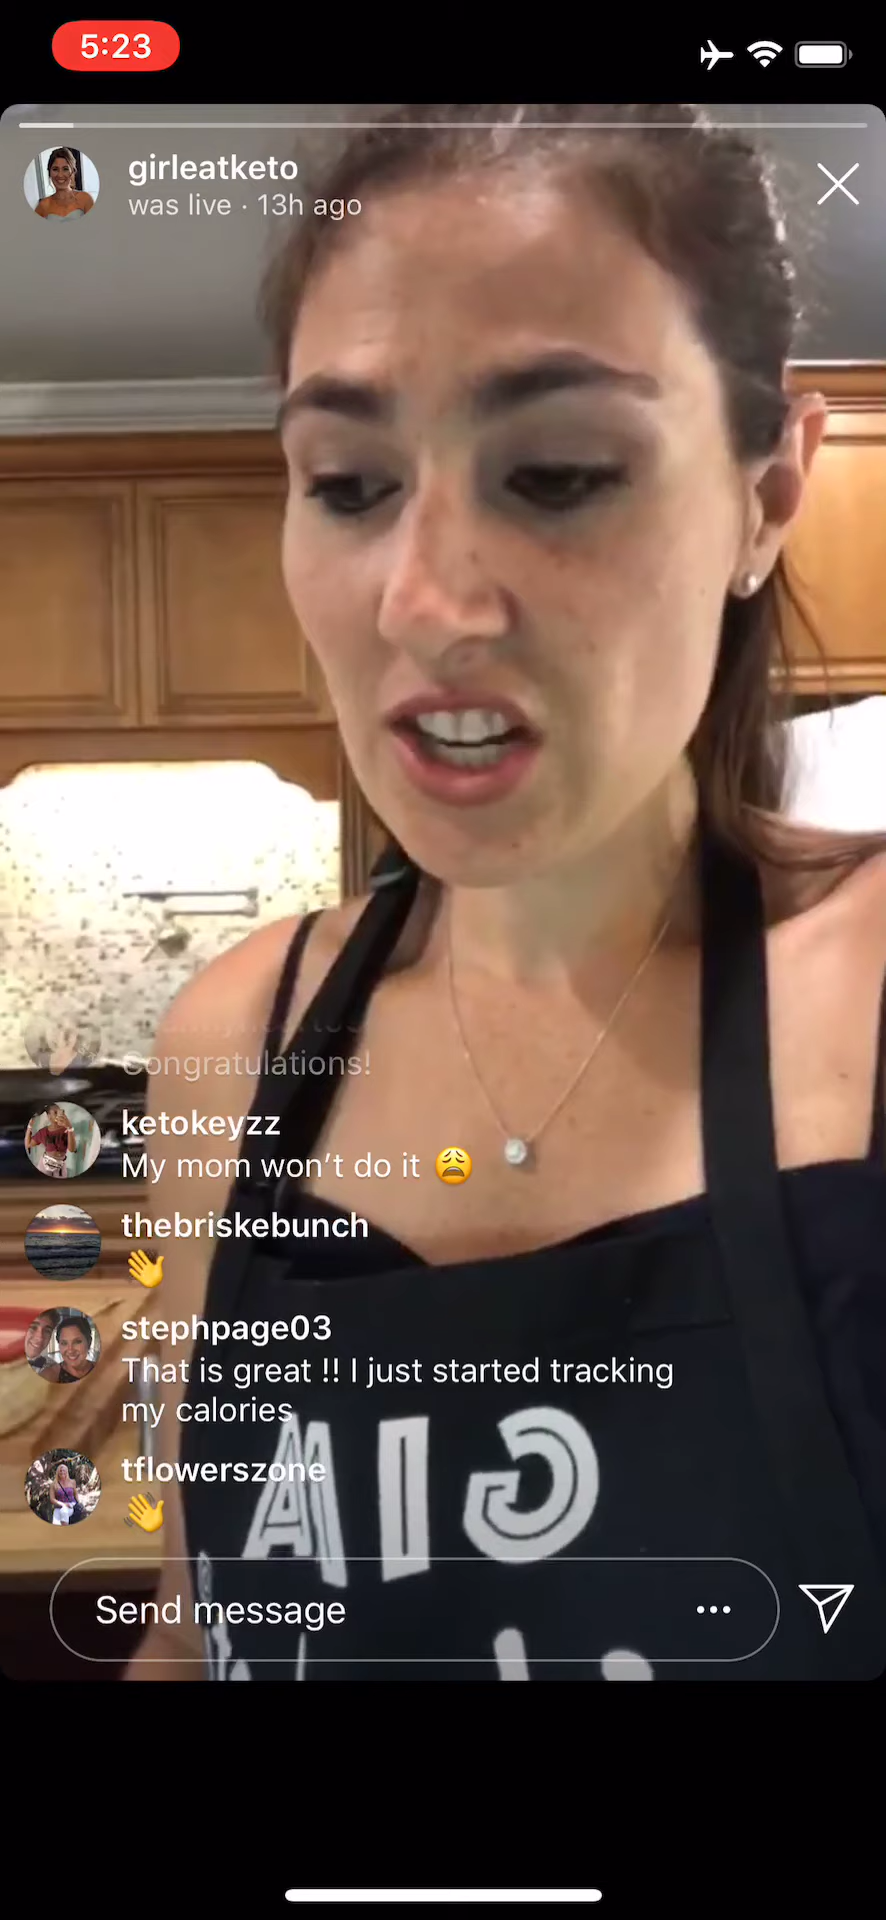 5:23
girleatketo
was live · 13h ago
Congratulations!
ketokeyzz
My mom won’t do it 😩
thebriskebunch
👋
stephpage03
That is great !! I just started tracking
my calories
tflowerszone
👋
Send message